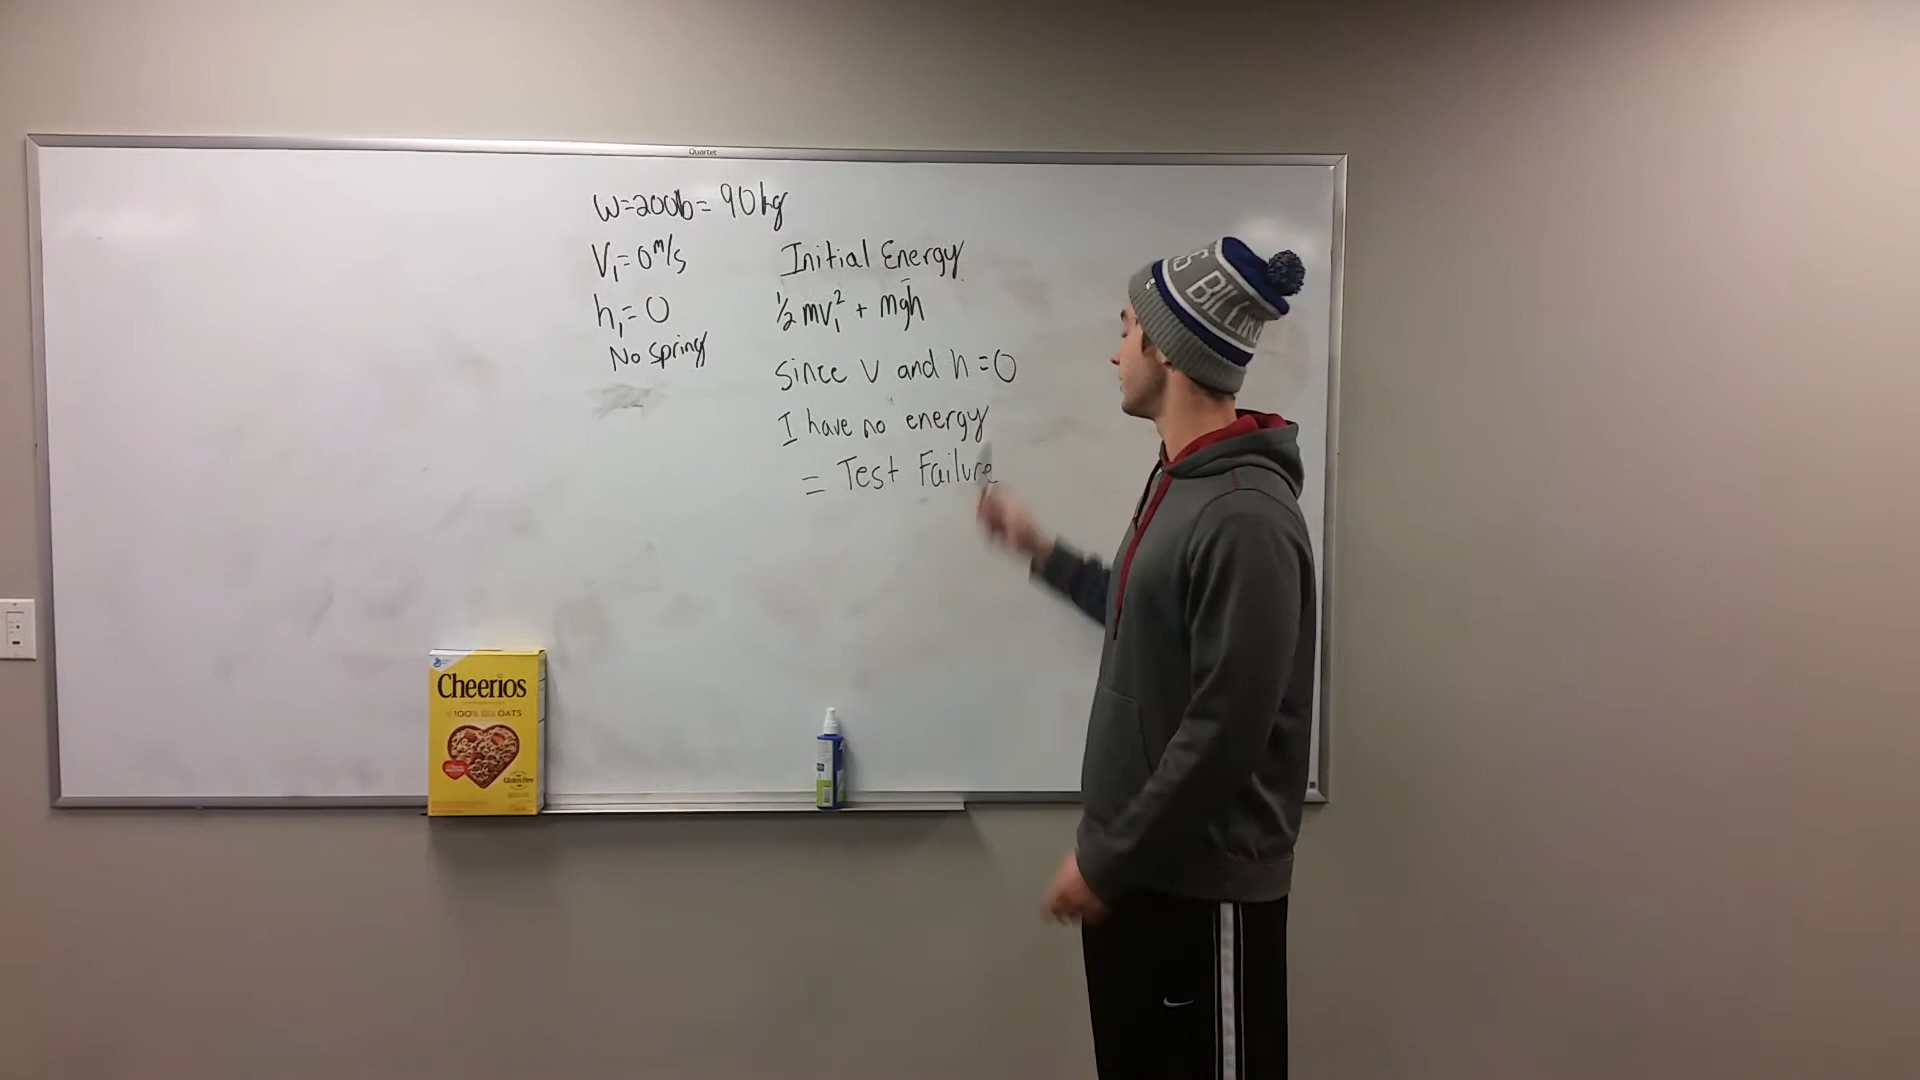 Quartet
W=200lb= 90kg
V₁=0 m/s
h₁=0
No spring
Initial Energy
½ mv₁² + mgh
since v and h =0
I have no energy
= Test Failure
BILLIN
Cheerios
100% OATS